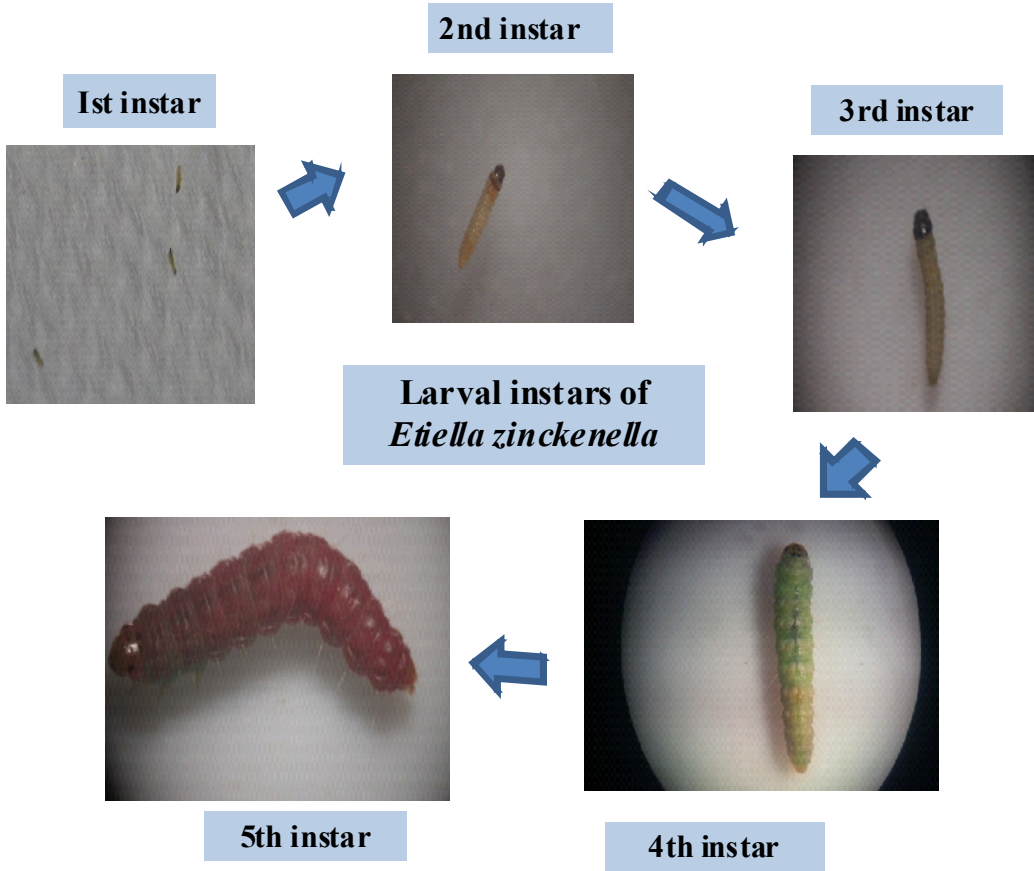 2nd instar
Ist instar
3rd instar
Larval instars of
Etiella zinckenella
5th instar
4th instar